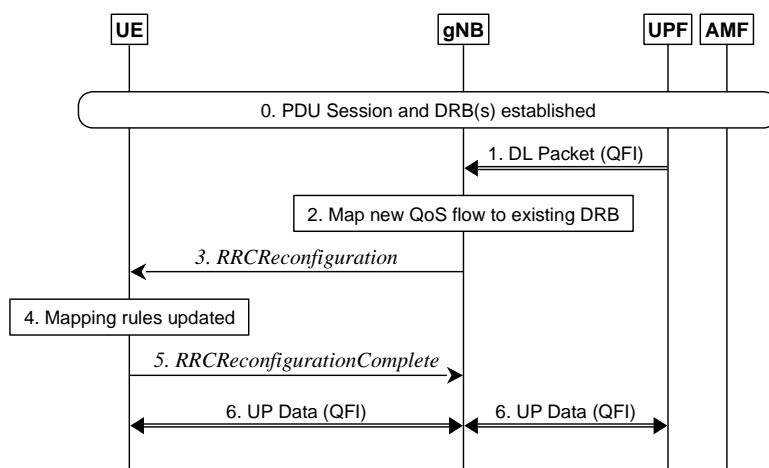 UE gNB UPF AMF
0. PDU Session and DRB(s) established
1. DL Packet (QFI)
2. Map new QoS flow to existing DRB
3. RRCReconfiguration
4. Mapping rules updated
5. RRCReconfigurationComplete
6. UP Data (QFI) 6. UP Data (QFI)